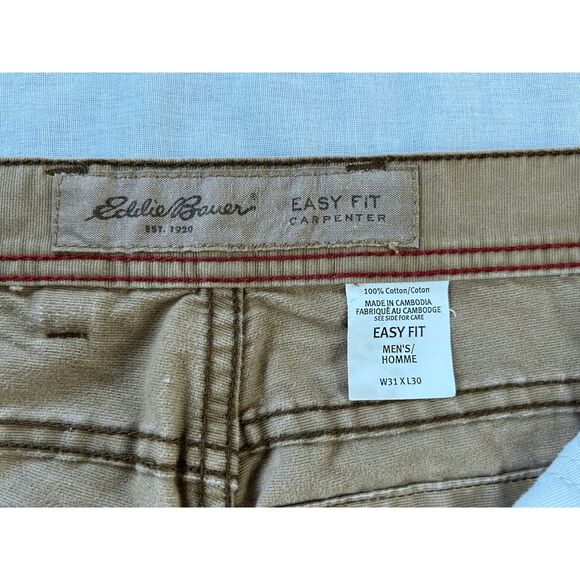 Eddie Bauer®
EST. 1920
EASY FIT
CARPENTER
100% Cotton/Coton
MADE IN CAMBODIA
FABRIQUÉ AU CAMBODGE
SEE SIDE FOR CARE
EASY FIT
MEN'S/
HOMME
W31 X L30